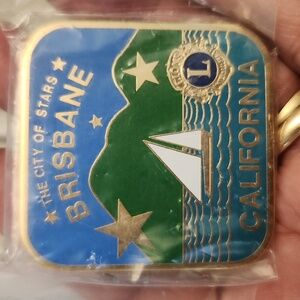 ★ THE CITY OF STARS ★
BRISBANE
L
CALIFORNIA